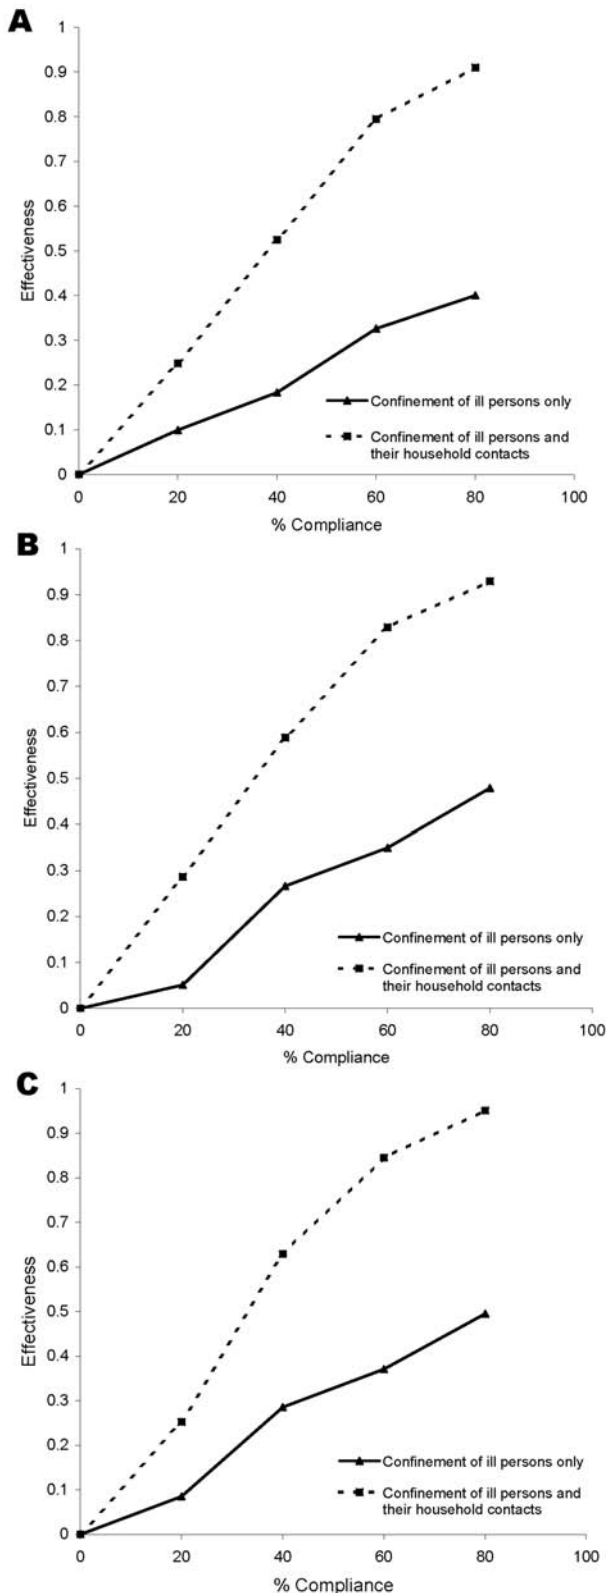 A
1
0.9
0.8
0.7
0.6
0.5
0.4
0.3
0.2
0.1
0
Effectiveness
Confinement of ill persons only
Confinement of ill persons and
their household contacts
0 20 40 60 80 100
% Compliance
B
1
0.9
0.8
0.7
0.6
0.5
0.4
0.3
0.2
0.1
0
Effectiveness
Confinement of ill persons only
Confinement of ill persons and
their household contacts
0 20 40 60 80 100
% Compliance
C
1
0.9
0.8
0.7
0.6
0.5
0.4
0.3
0.2
0.1
0
Effectiveness
Confinement of ill persons only
Confinement of ill persons and
their household contacts
0 20 40 60 80 100
% Compliance